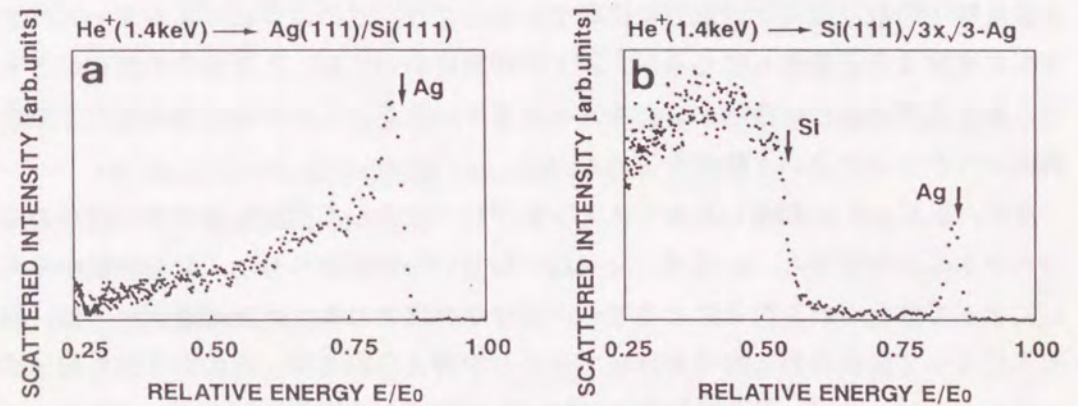 He⁺(1.4keV) → Ag(111)/Si(111)
a
Ag
SCATTERED INTENSITY [arb.units]
0.25 0.50 0.75 1.00
RELATIVE ENERGY E/E₀
He⁺(1.4keV) → Si(111)√3x√3-Ag
b
Si
Ag
SCATTERED INTENSITY [arb.units]
0.25 0.50 0.75 1.00
RELATIVE ENERGY E/E₀